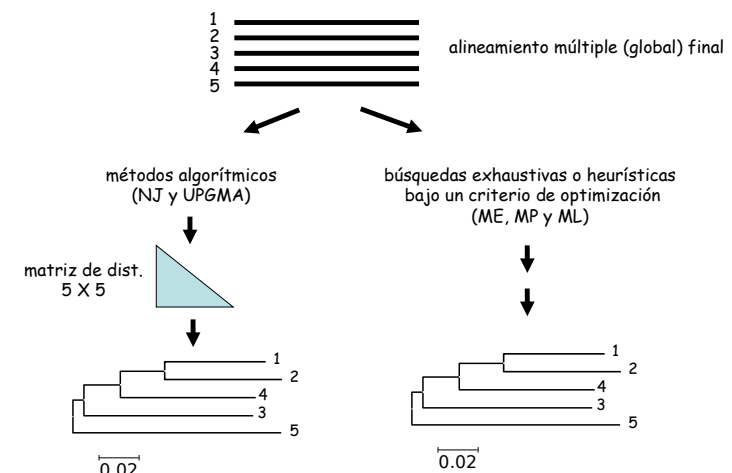 1
2
3
4
5
alineamiento múltiple (global) final
métodos algorítmicos
(NJ y UPGMA)
búsquedas exhaustivas o heurísticas
bajo un criterio de optimización
(ME, MP y ML)
matriz de dist.
5 X 5
1
2
4
3
5
0.02
1
2
4
3
5
0.02